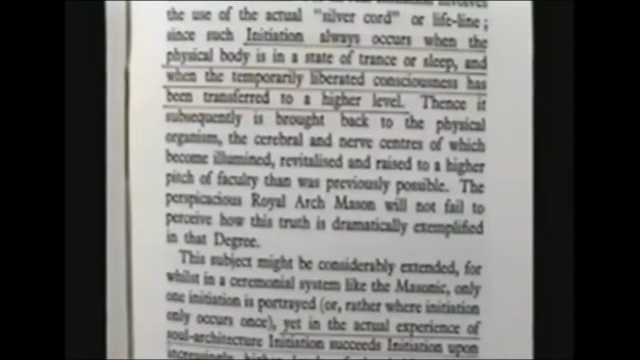 the use of the actual "silver cord" or life-line;
since such Initiation always occurs when the
physical body is in a state of trance or sleep, and
when the temporarily liberated consciousness has
been transferred to a higher level. Thence it
subsequently is brought back to the physical
organism, the cerebral and nerve centres of which
become illumined, revitalised and raised to a higher
pitch of faculty than was previously possible. The
perspicacious Royal Arch Mason will not fail to
perceive how this truth is dramatically exemplified
in that Degree.
This subject might be considerably extended, for
whilst in a ceremonial system like the Masonic, only
one initiation is portrayed (or, rather where initiation
only occurs once), yet in the actual experience of
soul-architecture Initiation succeeds Initiation upon
increasingly higher